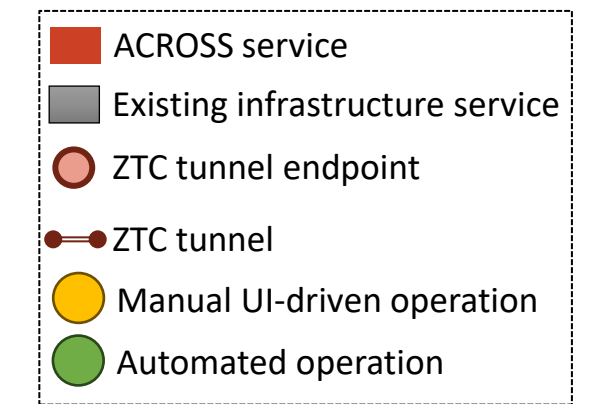 ACROSS service
Existing infrastructure service
ZTC tunnel endpoint
ZTC tunnel
Manual UI-driven operation
Automated operation